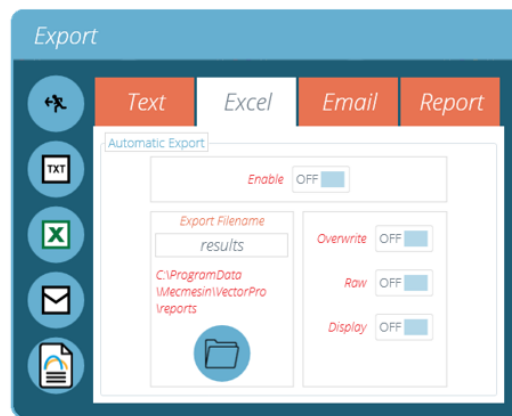 Export
Text Excel Email Report
TXT
X
Automatic Export
Enable OFF
Export Filename
results
C:\ProgramData
\Mecmesin\VectorPro
\reports
Overwrite OFF
Raw OFF
Display OFF